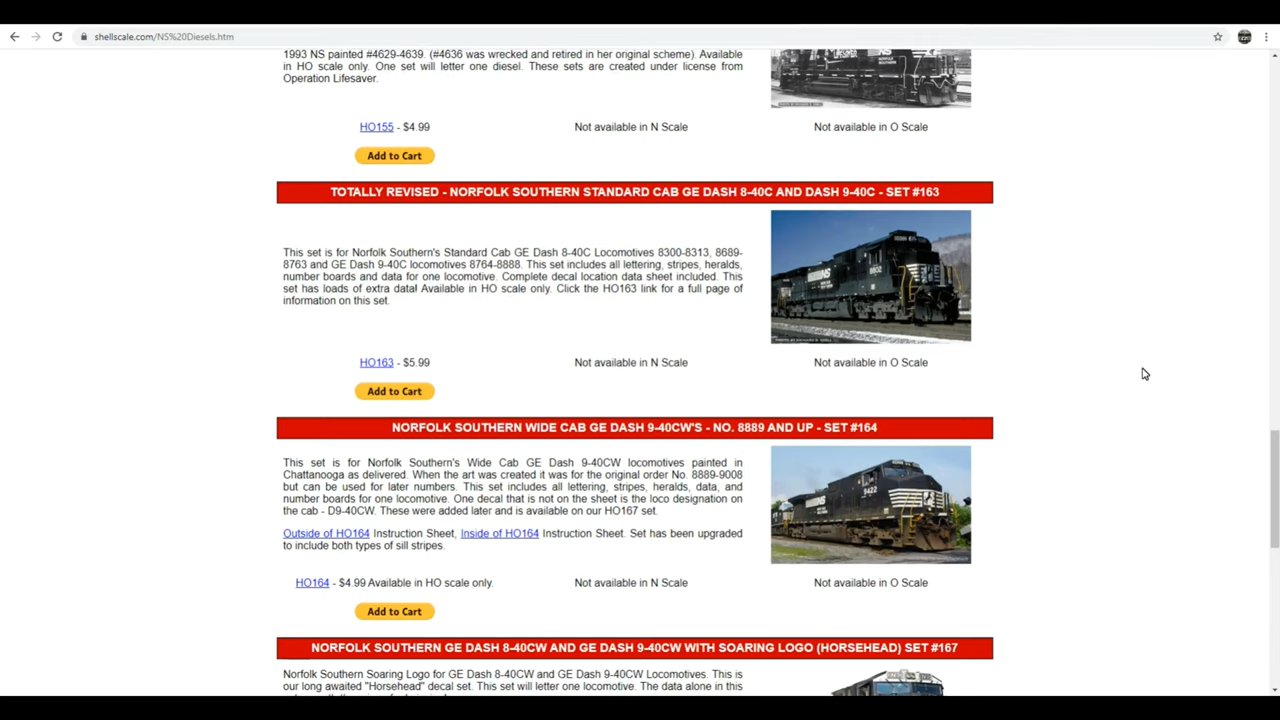 shellscale.com/NS%20Diesels.htm
1993 NS painted #4629-4639. (#4636 was wrecked and retired in her original scheme). Available
in HO scale only. One set will letter one diesel. These sets are created under license from
Operation Lifesaver.
HO155 - $4.99
Not available in N Scale
Not available in O Scale
Add to Cart
TOTALLY REVISED - NORFOLK SOUTHERN STANDARD CAB GE DASH 8-40C AND DASH 9-40C - SET #163
This set is for Norfolk Southern's Standard Cab GE Dash 8-40C Locomotives 8300-8313, 8689-
8763 and GE Dash 9-40C locomotives 8764-8888. This set includes all lettering, stripes, heralds,
number boards and data for one locomotive. Complete decal location data sheet included. This
set has loads of extra data! Available in HO scale only. Click the HO163 link for a full page of
information on this set.
HO163 - $5.99
Not available in N Scale
Not available in O Scale
Add to Cart
NORFOLK SOUTHERN WIDE CAB GE DASH 9-40CW'S - NO. 8889 AND UP - SET #164
This set is for Norfolk Southern's Wide Cab GE Dash 9-40CW locomotives painted in
Chattanooga as delivered. When the art was created it was for the original order No. 8889-9008
but can be used for later numbers. This set includes all lettering, stripes, heralds, data, and
number boards for one locomotive. One decal that is not on the sheet is the loco designation on
the cab - D9-40CW. These were added later and is available on our HO167 set.
Outside of HO164 Instruction Sheet, Inside of HO164 Instruction Sheet. Set has been upgraded
to include both types of sill stripes.
HO164 - $4.99 Available in HO scale only.
Not available in N Scale
Not available in O Scale
Add to Cart
NORFOLK SOUTHERN GE DASH 8-40CW AND GE DASH 9-40CW WITH SOARING LOGO (HORSEHEAD) SET #167
Norfolk Southern Soaring Logo for GE Dash 8-40CW and GE Dash 9-40CW Locomotives. This is
our long awaited "Horsehead" decal set. This set will letter one locomotive. The data alone in this